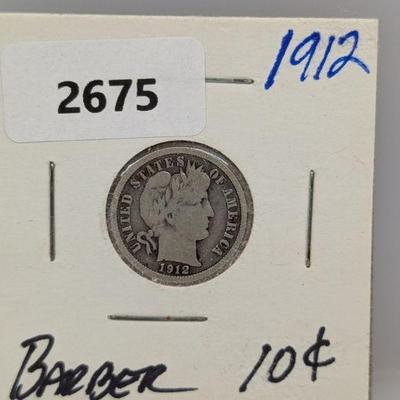 1912
2675
UNITED STATES OF AMERICA
1912
BARBER 10¢